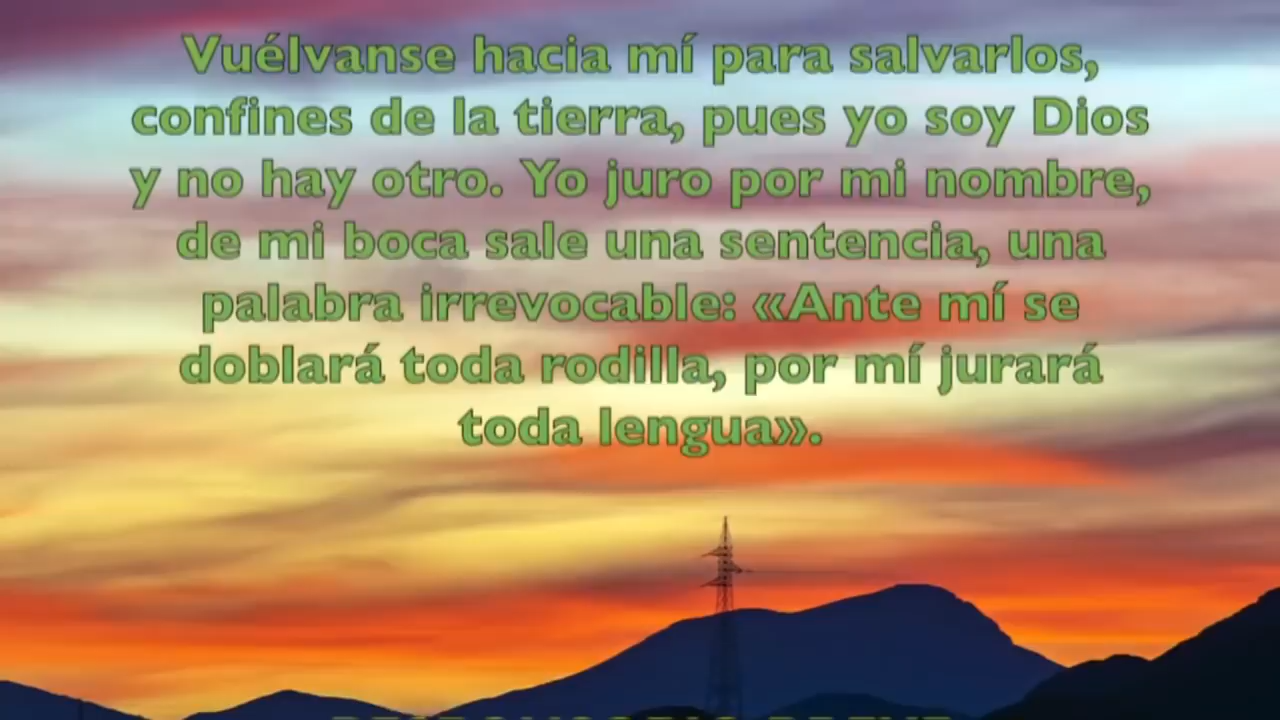 Vuélvanse hacia mí para salvarlos,
confines de la tierra, pues yo soy Dios
y no hay otro. Yo juro por mi nombre,
de mi boca sale una sentencia, una
palabra irrevocable: «Ante mí se
doblará toda rodilla, por mí jurará
toda lengua».